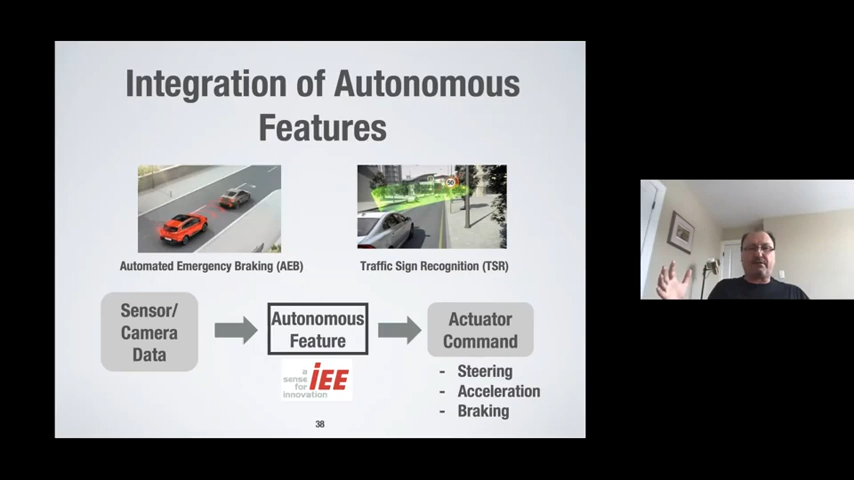 Integration of Autonomous
Features
50
Automated Emergency Braking (AEB)
Traffic Sign Recognition (TSR)
Sensor/
Camera
Data
Autonomous
Feature
Actuator
Command
a
sense
for
innovation
iEE
- Steering
- Acceleration
- Braking
38